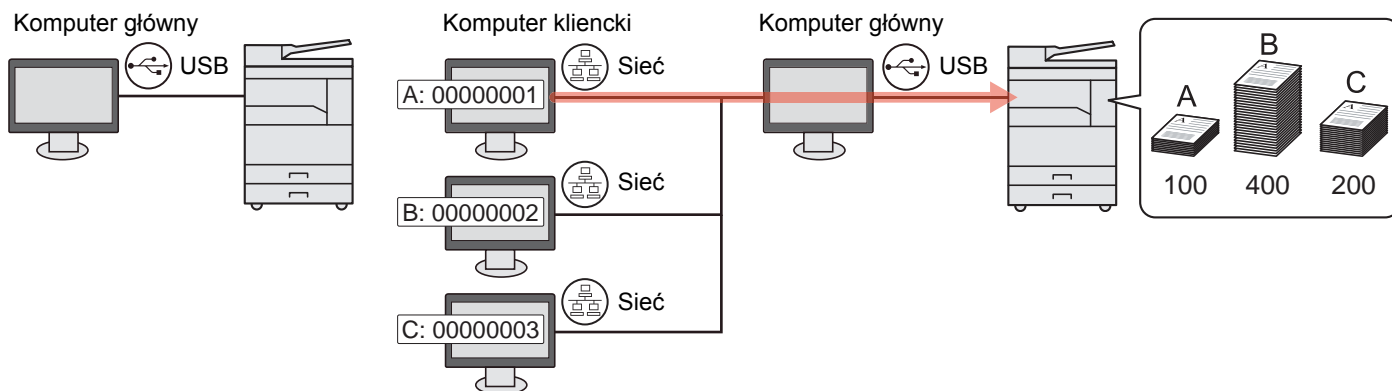 Komputer główny
USB
Komputer kliencki
Sieć
A: 00000001
Sieć
B: 00000002
Sieć
C: 00000003
Komputer główny
USB
A
B
C
100
400
200